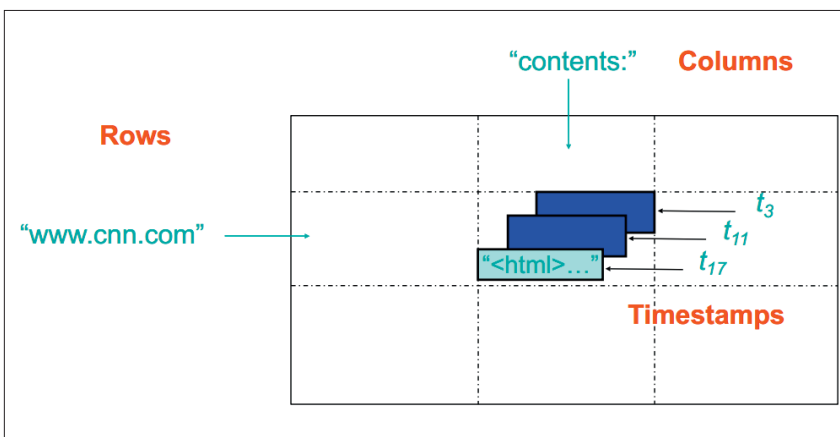 “contents:” Columns
Rows
t3
“www.cnn.com”
t11
“<html>…”
t17
Timestamps